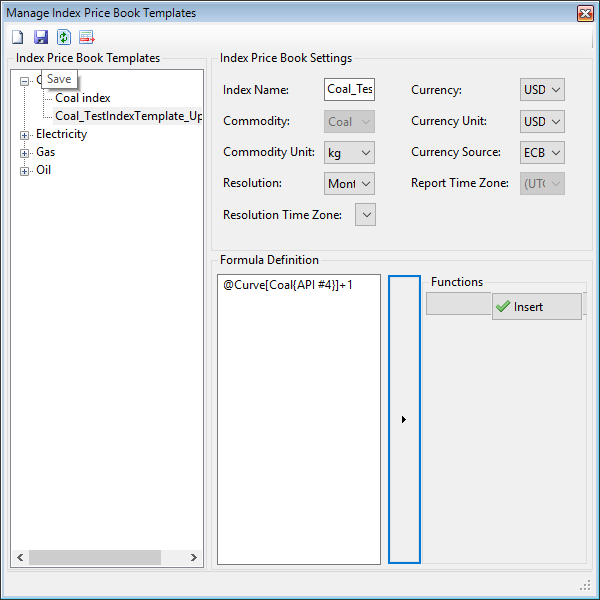 Manage Index Price Book Templates
Index Price Book Templates
Save
Coal index
Coal_TestIndexTemplate_Up
Electricity
Gas
Oil
Index Price Book Settings
Index Name:
Coal_Tes
Currency:
USD
Commodity:
Coal
Currency Unit:
USD
Commodity Unit:
kg
Currency Source:
ECB
Resolution:
Mont
Report Time Zone:
(UTC
Resolution Time Zone:
Formula Definition
@Curve[Coal{API #4}]+1
Functions
Insert